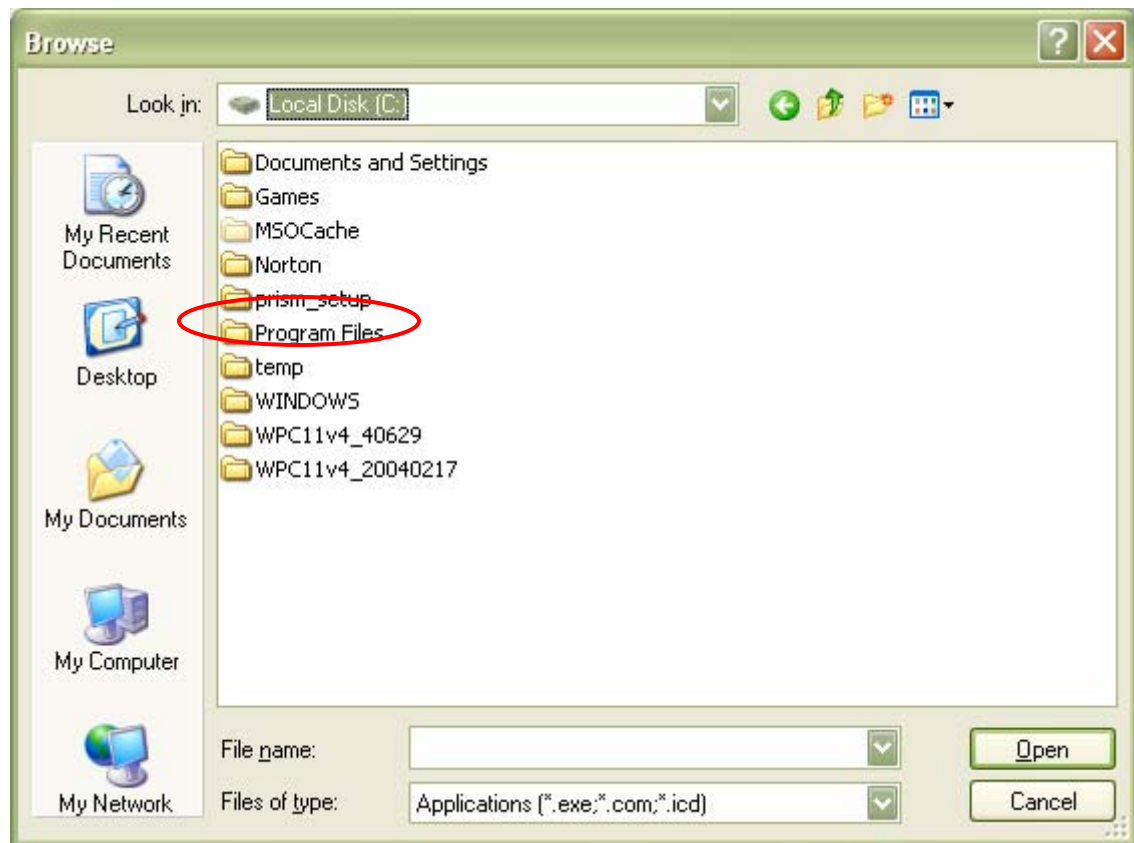 Browse
Look in:
Local Disk (C:)
My Recent
Documents
Desktop
My Documents
My Computer
My Network
Documents and Settings
Games
MSOCache
Norton
prism_setup
Program Files
temp
WINDOWS
WPC11v4_40629
WPC11v4_20040217
File name:
Open
Files of type:
Applications (*.exe;*.com;*.icd)
Cancel